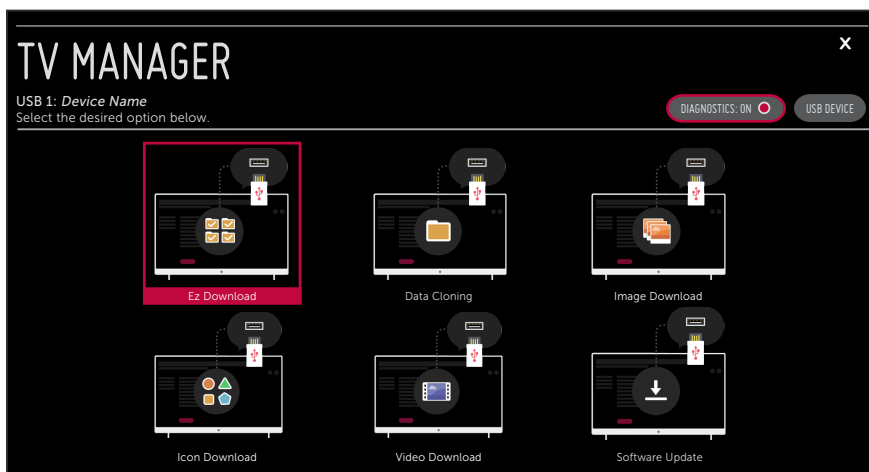 TV MANAGER
X
USB 1: Device Name
Select the desired option below.
DIAGNOSTICS: ON
USB DEVICE
Ez Download
Data Cloning
Image Download
Icon Download
Video Download
Software Update